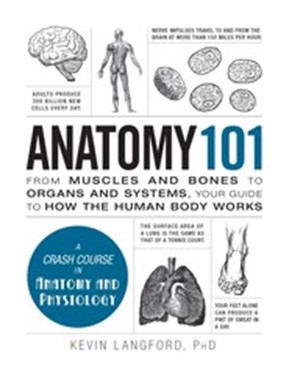 NERVE IMPULSES TRAVEL TO AND FROM THE
BRAIN AT MORE THAN 150 MILES PER HOUR.
ADULTS PRODUCE
300 BILLION NEW
CELLS EVERY DAY.
ANATOMY 101
FROM MUSCLES AND BONES TO
ORGANS AND SYSTEMS, YOUR GUIDE
TO HOW THE HUMAN BODY WORKS
A
CRASH COURSE
IN
ANATOMY AND
PHYSIOLOGY
THE SURFACE AREA OF
A LUNG IS THE SAME AS
THAT OF A TENNIS COURT.
YOUR FEET ALONE
CAN PRODUCE A
PINT OF SWEAT IN
A DAY.
KEVIN LANGFORD, PhD